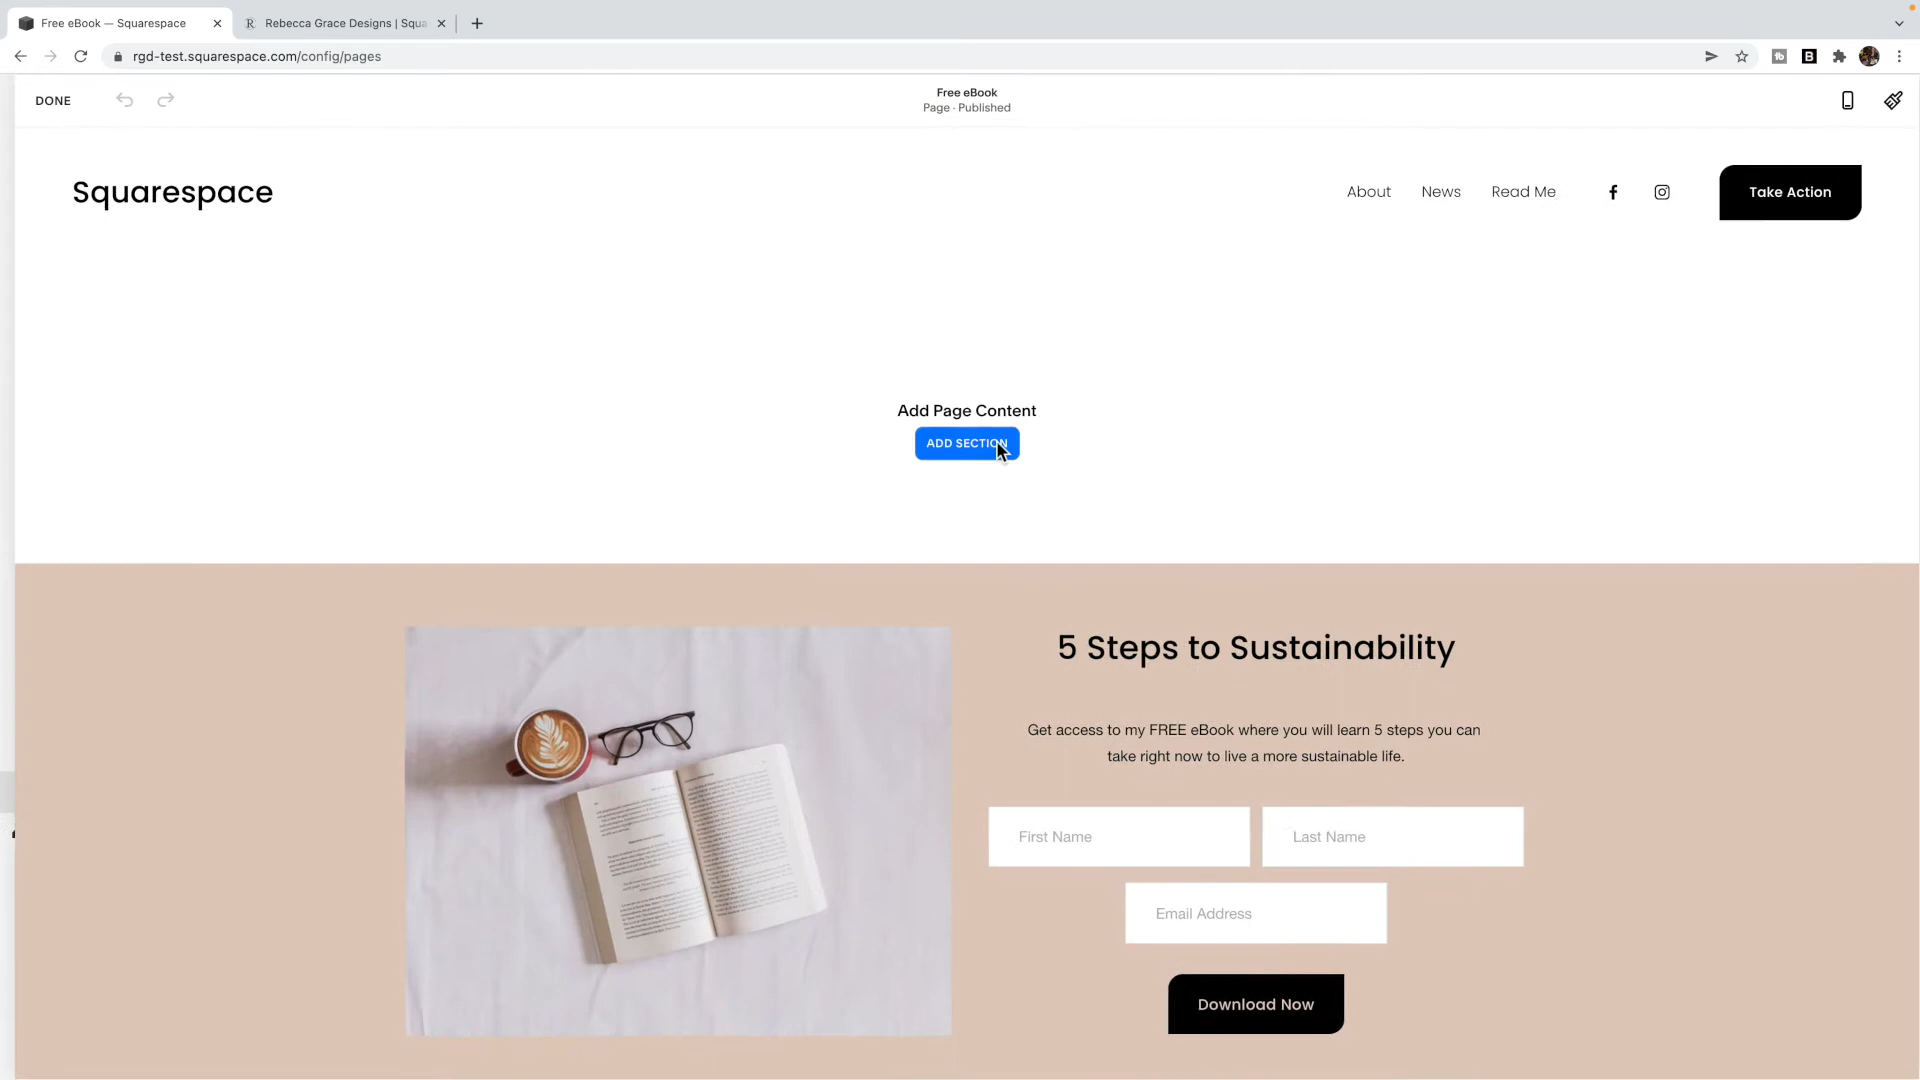 Free eBook — Squarespace
Rebecca Grace Designs | Squa
rgd-test.squarespace.com/config/pages
DONE
Free eBook
Page · Published
Squarespace
About News Read Me Take Action
Add Page Content
ADD SECTION
5 Steps to Sustainability
Get access to my FREE eBook where you will learn 5 steps you can
take right now to live a more sustainable life.
First Name Last Name
Email Address
Download Now